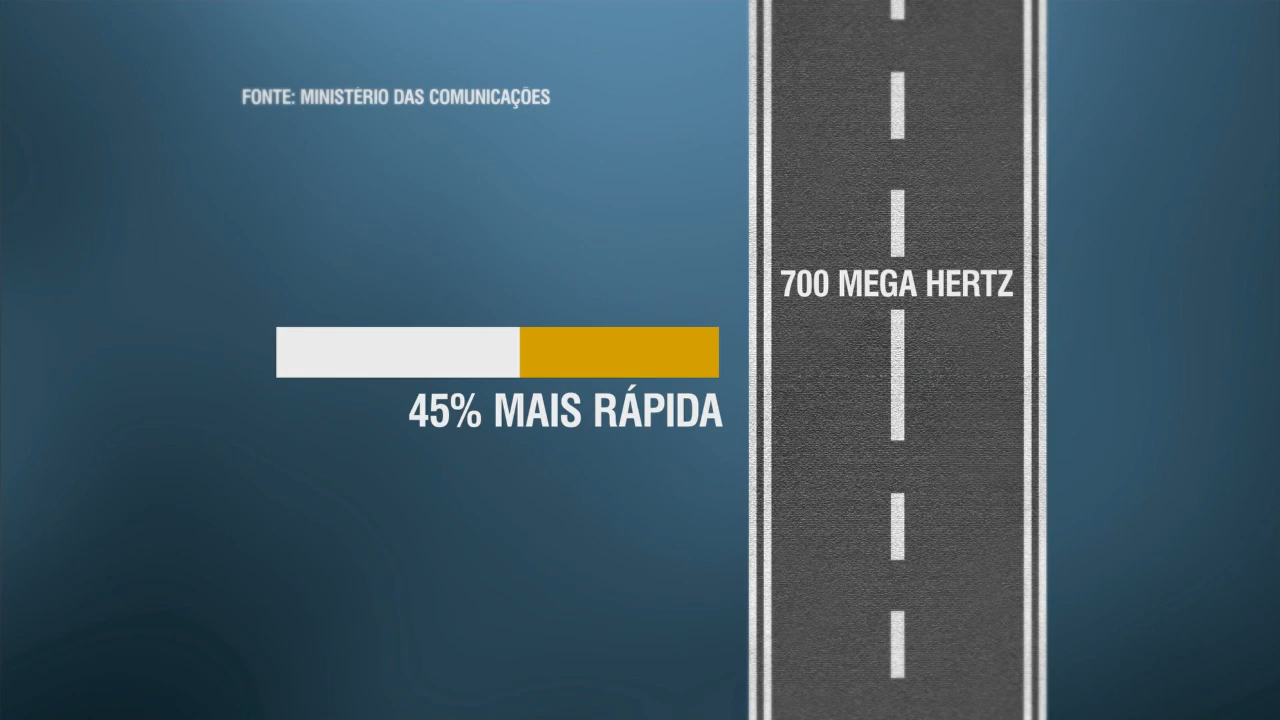 FONTE: MINISTÉRIO DAS COMUNICAÇÕES
700 MEGA HERTZ
45% MAIS RÁPIDA